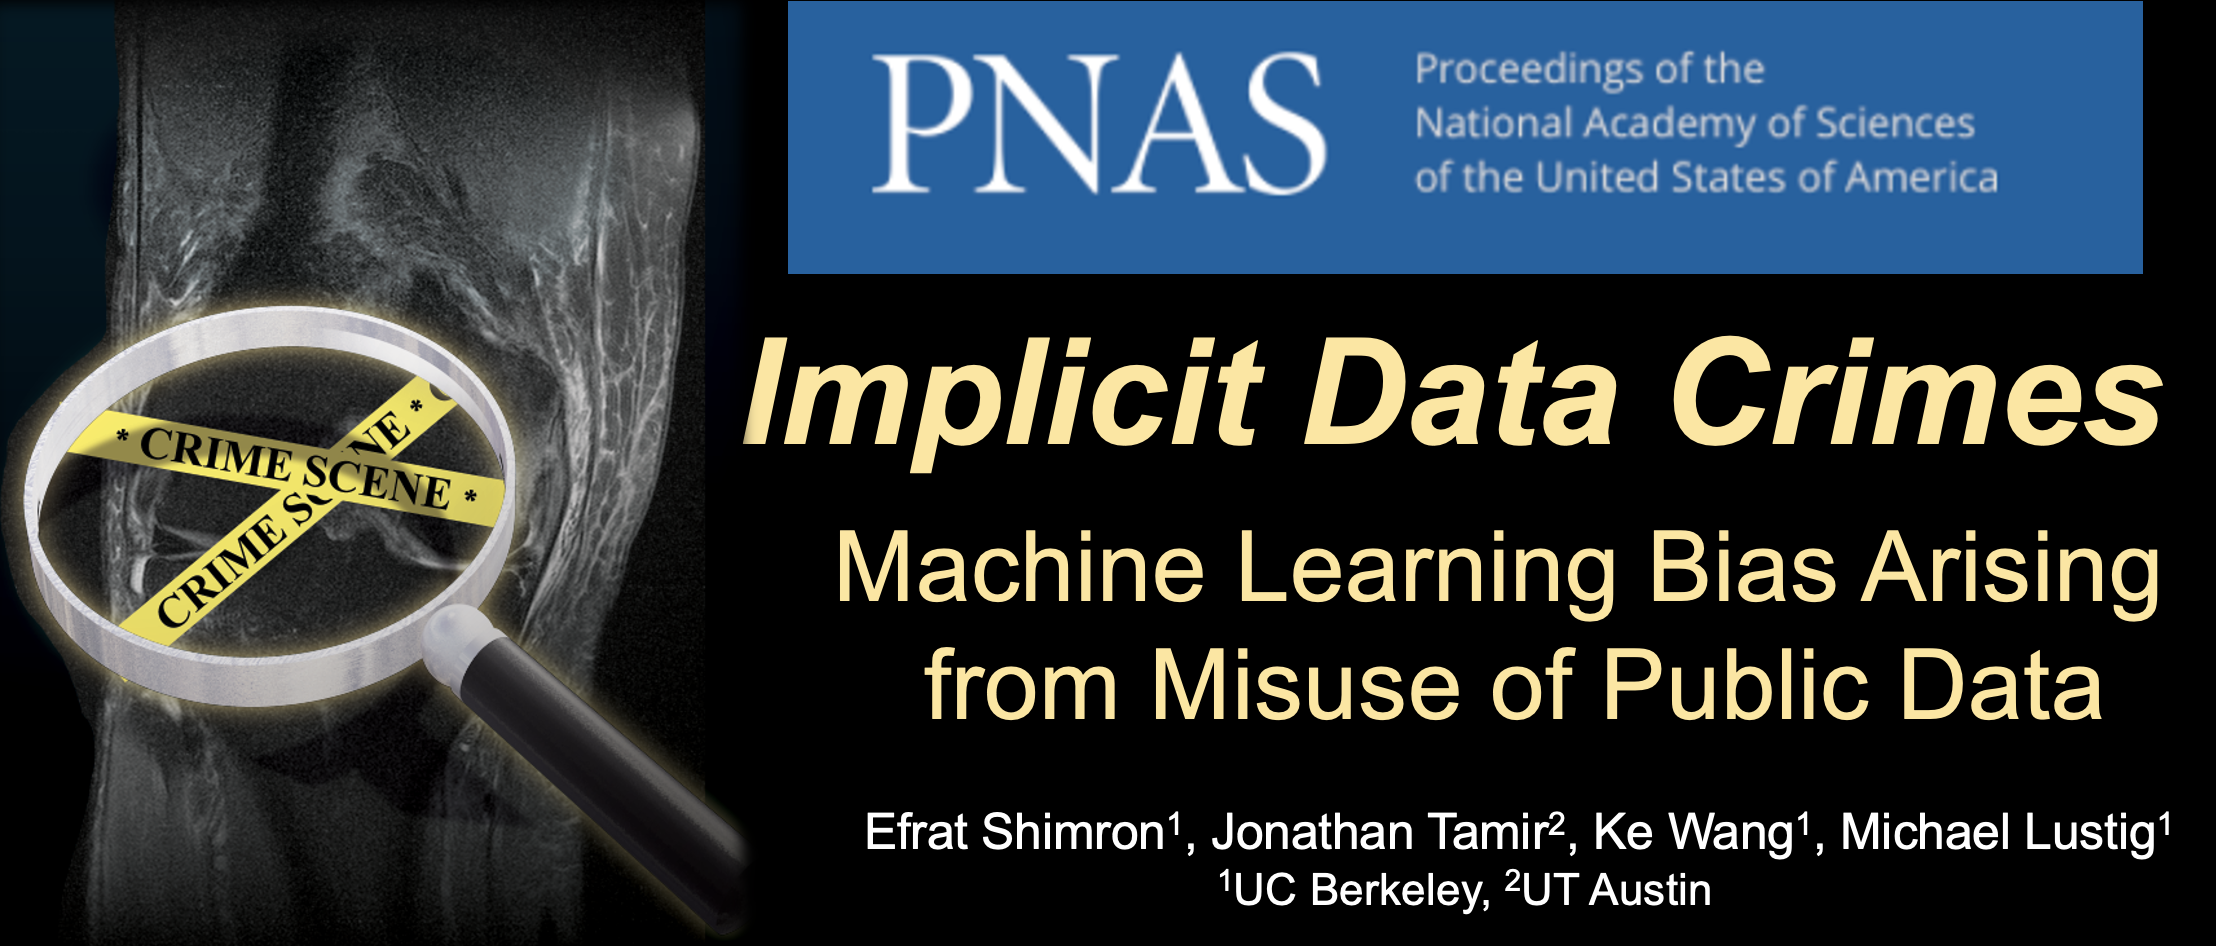 PNAS
Proceedings of the
National Academy of Sciences
of the United States of America
Implicit Data Crimes
Machine Learning Bias Arising
from Misuse of Public Data
Efrat Shimron¹, Jonathan Tamir², Ke Wang¹, Michael Lustig¹
¹UC Berkeley, ²UT Austin
* CRIME SCENE *
CRIME SC NE *